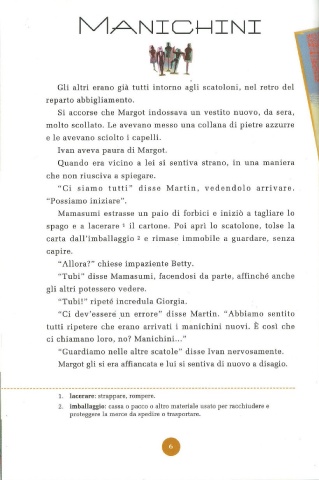 MANICHINI
Gli altri erano già tutti intorno agli scatoloni, nel retro del
reparto abbigliamento.
Si accorse che Margot indossava un vestito nuovo, da sera,
molto scollato. Le avevano messo una collana di pietre azzurre
e le avevano sciolto i capelli.
Ivan aveva paura di Margot.
Quando era vicino a lei si sentiva strano, in una maniera
che non riusciva a spiegare.
"Ci siamo tutti" disse Martin, vedendolo arrivare.
"Possiamo iniziare".
Mamasumi estrasse un paio di forbici e iniziò a tagliare lo
spago e a lacerare 1 il cartone. Poi aprì lo scatolone, tolse la
carta dall'imballaggio 2 e rimase immobile a guardare, senza
capire.
"Allora?" chiese impaziente Betty.
"Tubi" disse Mamasumi, facendosi da parte, affinché anche
gli altri potessero vedere.
"Tubi!" ripeté incredula Giorgia.
"Ci dev'essere un errore" disse Martin. "Abbiamo sentito
tutti ripetere che erano arrivati i manichini nuovi. È così che
ci chiamano loro, no? Manichini..."
"Guardiamo nelle altre scatole" disse Ivan nervosamente.
Margot gli si era affiancata e lui si sentiva di nuovo a disagio.
1. lacerare: strappare, rompere.
2. imballaggio: cassa o pacco o altro materiale usato per racchiudere e
proteggere la merce da spedire o trasportare.
6